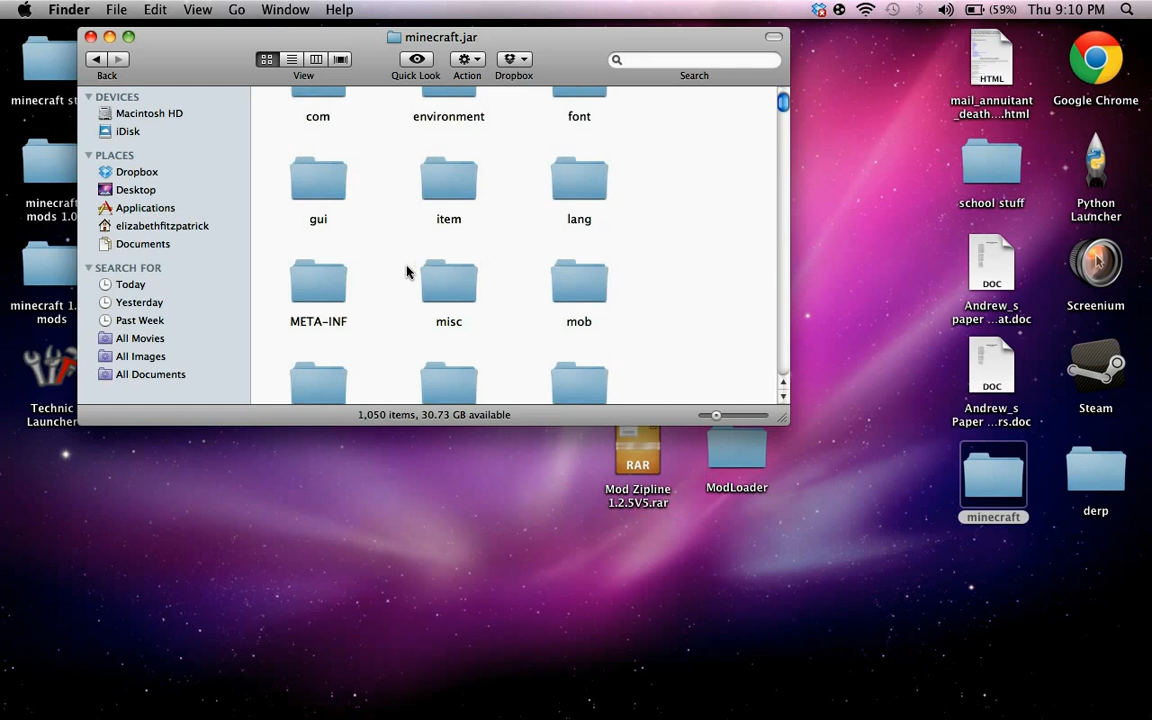 Finder File Edit View Go Window Help (59%) Thu 9:10 PM
minecraft.jar
Back View Quick Look Action Dropbox Search
DEVICES
Macintosh HD
iDisk
PLACES
Dropbox
Desktop
Applications
elizabethfitzpatrick
Documents
SEARCH FOR
Today
Yesterday
Past Week
All Movies
All Images
All Documents
com environment font
gui item lang
META-INF misc mob
1,050 items, 30.73 GB available
minecraft st
minecraft
mods 1.0
minecraft 1.
mods
Technic
Launcher
RAR
Mod Zipline
1.2.5V5.rar
ModLoader
HTML
mail_annuitant
_death....html
Google Chrome
school stuff
Python
Launcher
DOC
Andrew_s
paper ...at.doc
Screenium
DOC
Andrew_s
Paper ...rs.doc
Steam
minecraft
derp